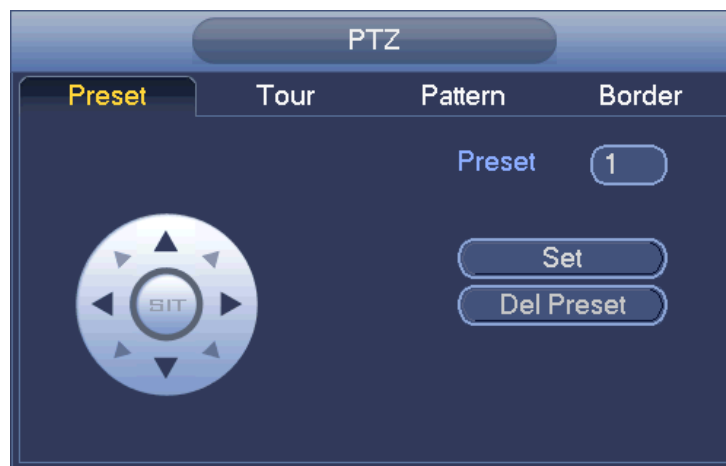 PTZ
Preset Tour Pattern Border
Preset 1
SIT
Set
Del Preset